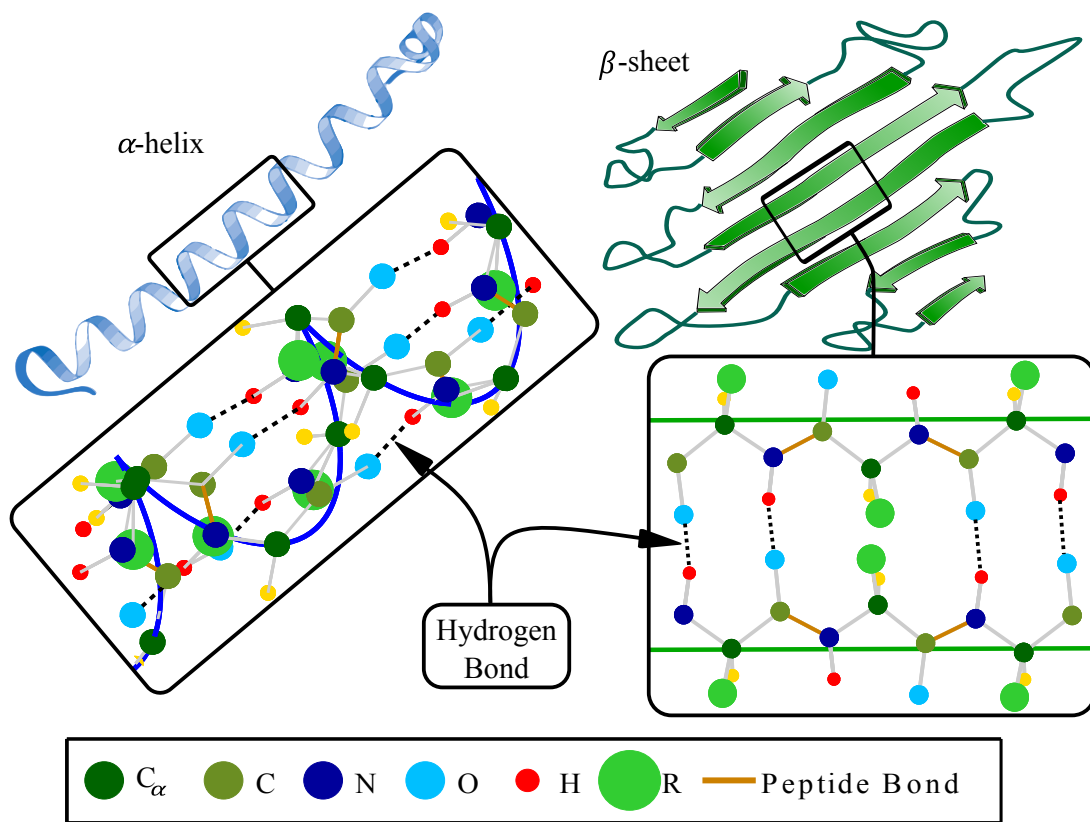 β-sheet
α-helix
Hydrogen
Bond
Cα
C
N
O
H
R
Peptide Bond